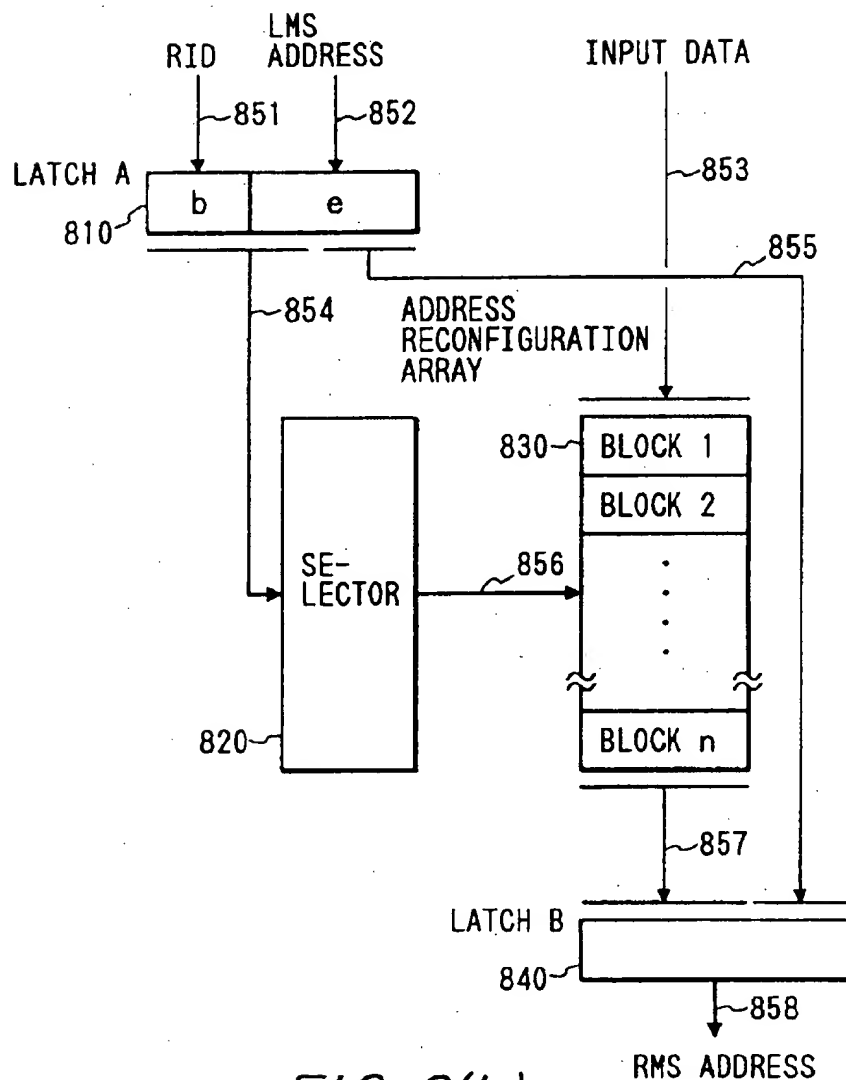 RID
LMS
ADDRESS
INPUT DATA
851
852
853
LATCH A
b
e
810
855
854
ADDRESS
RECONFIGURATION
ARRAY
830
BLOCK 1
BLOCK 2
SE-
LECTOR
856
820
BLOCK n
857
LATCH B
840
858
RMS ADDRESS